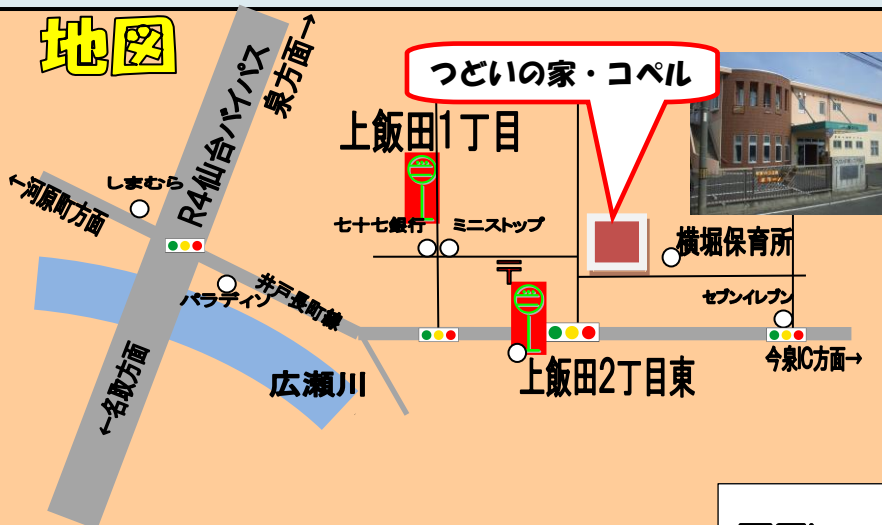 地図
泉方面→
R4仙台バイパス
つどいの家・コペル
上飯田1丁目
←河原町方面
しまむら
七十七銀行
ミニストップ
横堀保育所
〒
パラディソ
井戸長町線
セブンイレブン
今泉IC方面→
上飯田2丁目東
広瀬川
←名取方面